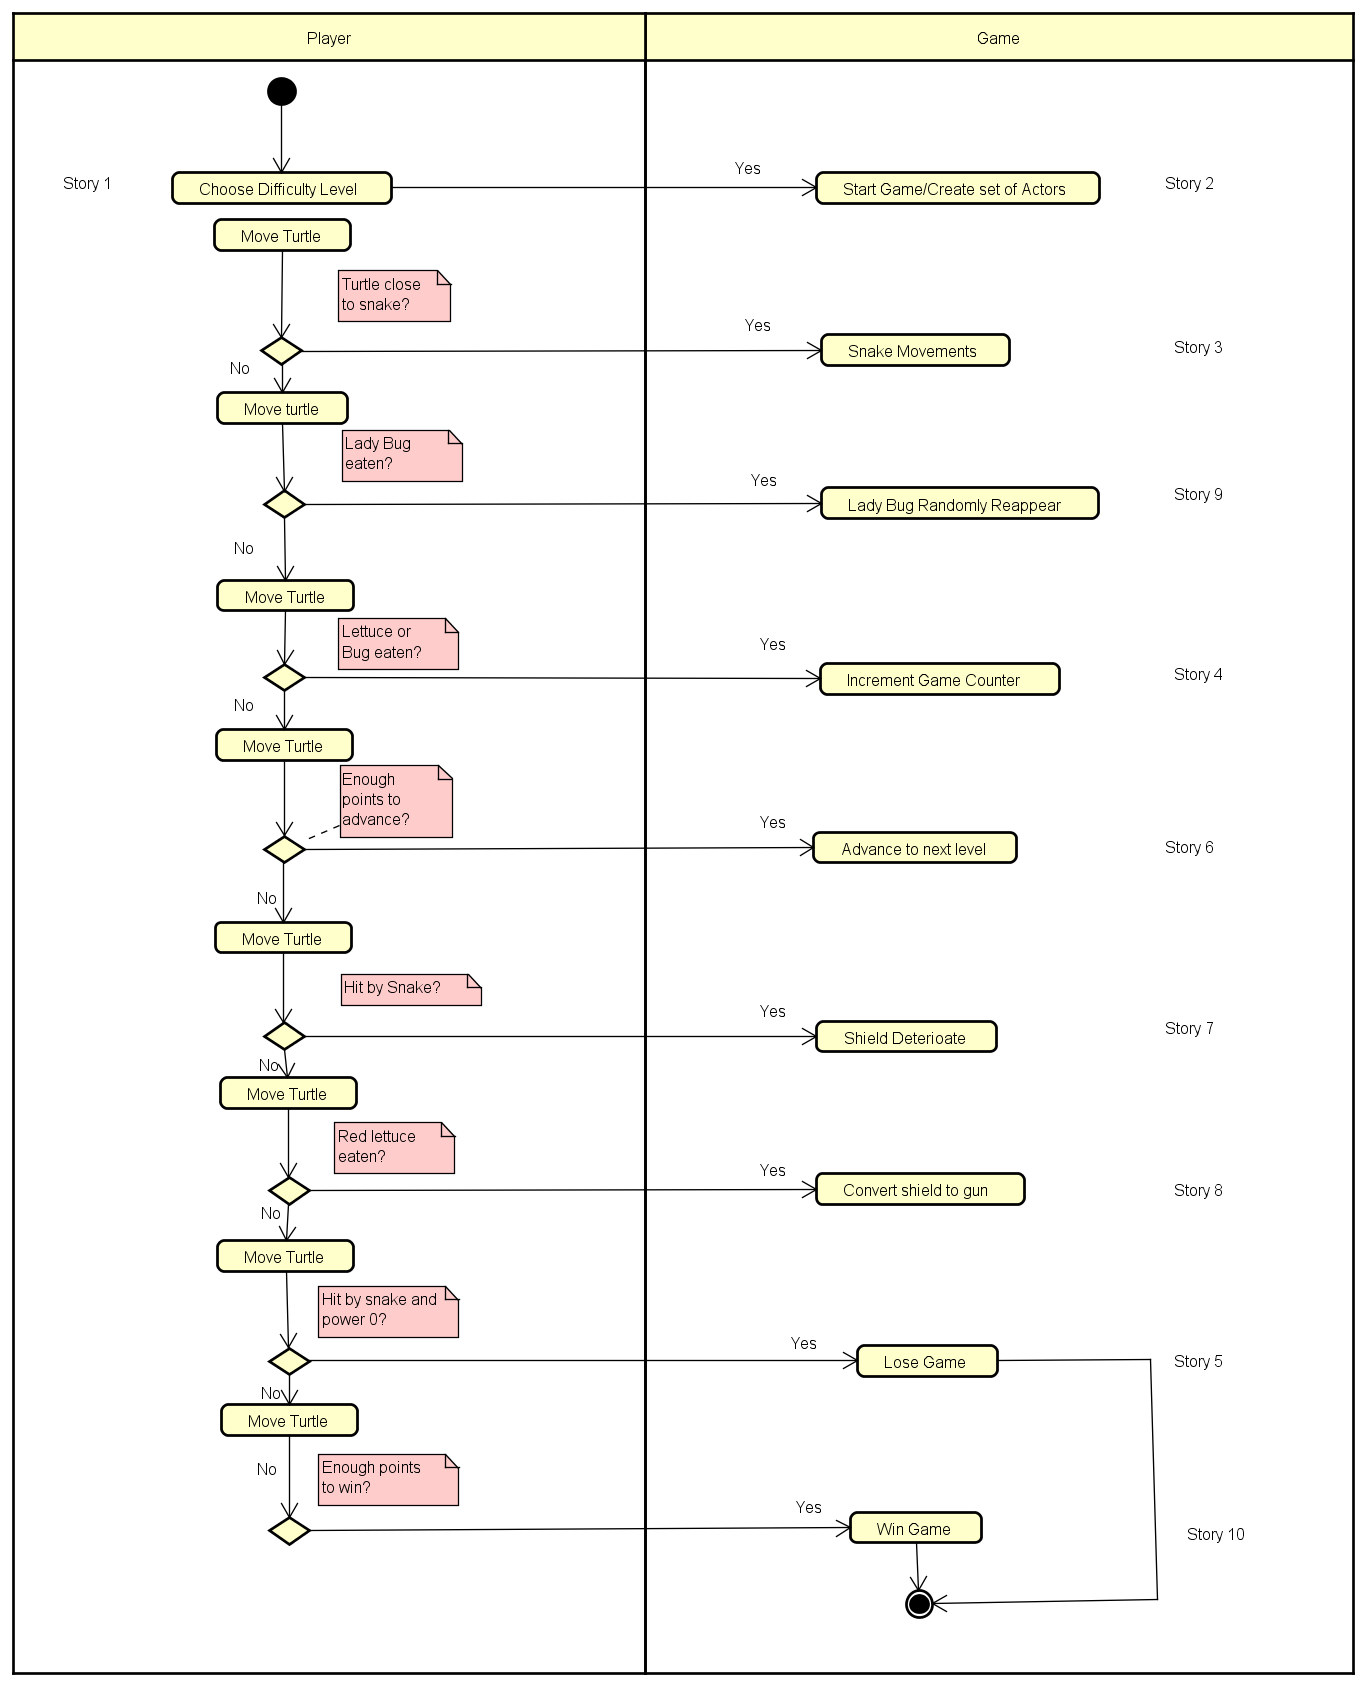 Player
Game
Story 1
Choose Difficulty Level
Yes
Start Game/Create set of Actors
Story 2
Move Turtle
Turtle close
to snake?
Yes
Snake Movements
Story 3
No
Move turtle
Lady Bug
eaten?
Yes
Lady Bug Randomly Reappear
Story 9
No
Move Turtle
Lettuce or
Bug eaten?
Yes
Increment Game Counter
Story 4
No
Move Turtle
Enough
points to
advance?
Yes
Advance to next level
Story 6
No
Move Turtle
Hit by Snake?
Yes
Shield Deterioate
Story 7
No
Move Turtle
Red lettuce
eaten?
Yes
Convert shield to gun
Story 8
No
Move Turtle
Hit by snake and
power 0?
Yes
Lose Game
Story 5
No
Move Turtle
No
Enough points
to win?
Yes
Win Game
Story 10